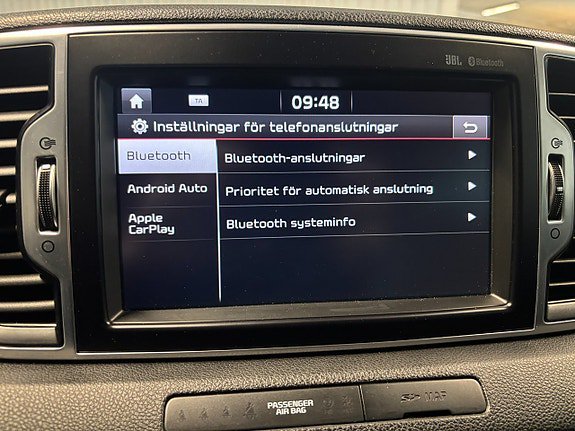 JBL Bluetooth
TA 09:48
Inställningar för telefonanslutningar
Bluetooth
Bluetooth-anslutningar
Android Auto
Prioritet för automatisk anslutning
Apple
CarPlay
Bluetooth systeminfo
PASSENGER
AIR BAG
MAP